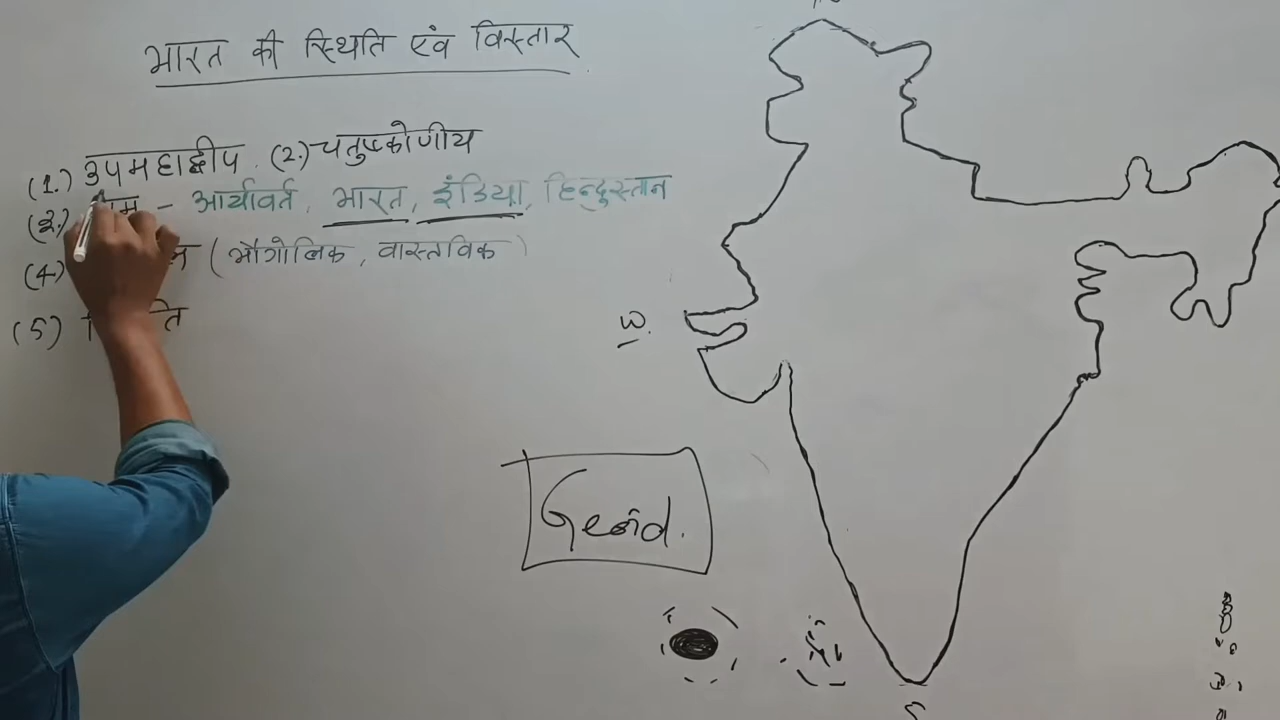 भारत की स्थिति एवं विस्तार
(1.) उपमहाद्वीप. (2.) चतुष्कोणीय
(3.) नाम - आर्यावर्त, भारत, इंडिया, हिन्दुस्तान
(4) (भौगोलिक, वास्तविक)
(5)
W.
Geoid.
S